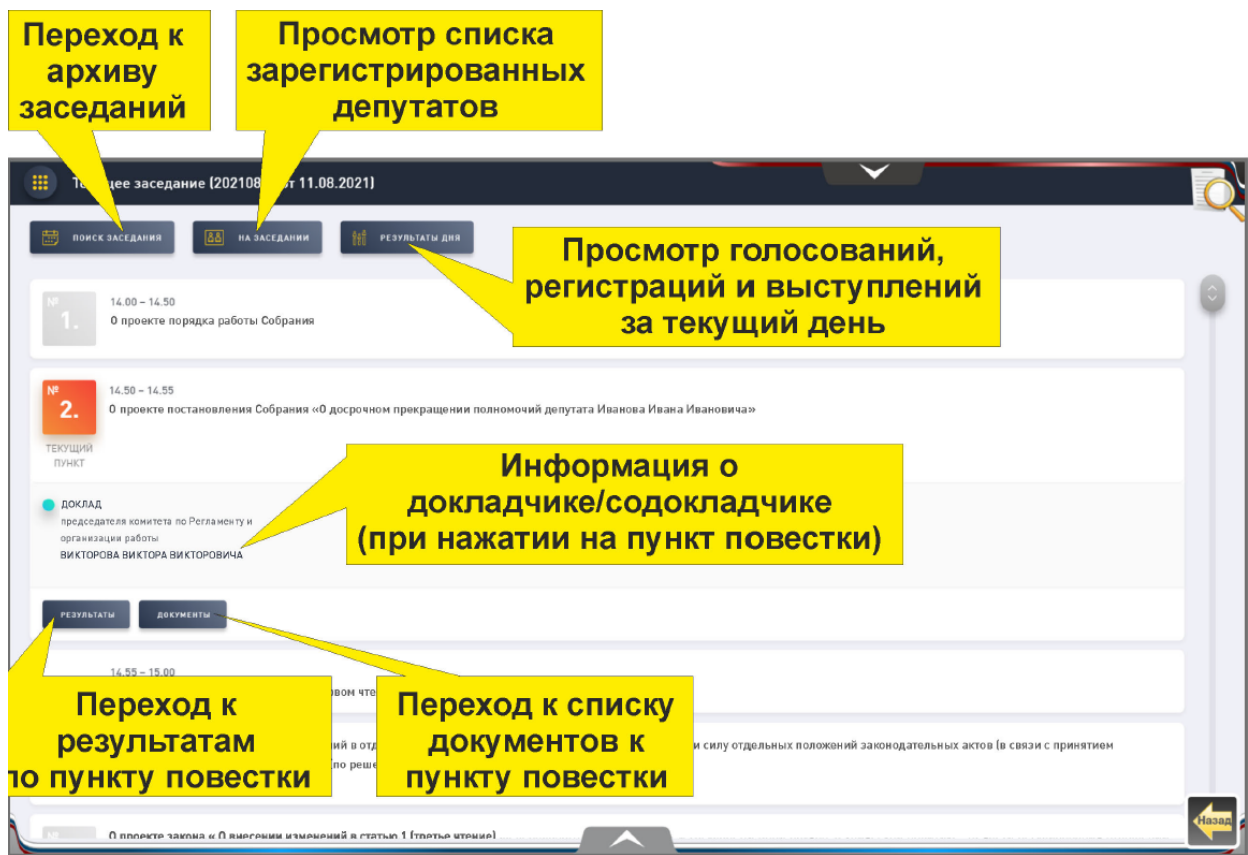 Переход к
архиву
заседаний
Просмотр списка
зарегистрированных
депутатов
заседание (202108 от 11.08.2021)
ПОИСК ЗАСЕДАНИЯ
НА ЗАСЕДАНИИ
РЕЗУЛЬТАТЫ ДНЯ
Просмотр голосований,
регистраций и выступлений
за текущий день
№
1.
14.00 – 14.50
О проекте порядка работы Собрания
№
2.
ТЕКУЩИЙ
ПУНКТ
14.50 – 14.55
О проекте постановления Собрания «О досрочном прекращении полномочий депутата Иванова Ивана Ивановича»
Информация о
докладчике/содокладчике
(при нажатии на пункт повестки)
ДОКЛАД
председателя комитета по Регламенту и
организации работы
ВИКТОРОВА ВИКТОРА ВИКТОРОВИЧА
РЕЗУЛЬТАТЫ
ДОКУМЕНТЫ
14.55 – 15.00
Переход к
результатам
по пункту повестки
Переход к списку
документов к
пункту повестки
ий в отд
и силу отдельных положений законодательных актов (в связи с принятием
(по реше
№
О проекте закона « О внесении изменений в статью 1 (третье чтение)
Назад